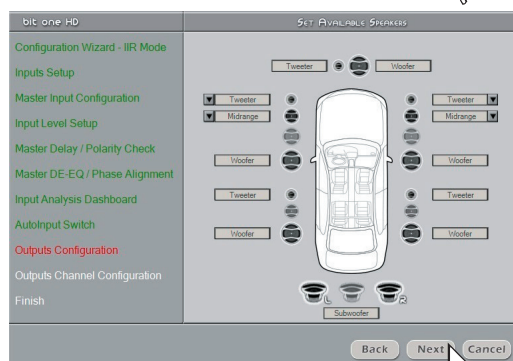 bit one HD
SET AVAILABLE SPEAKERS
Configuration Wizard - IIR Mode
Inputs Setup
Master Input Configuration
Input Level Setup
Master Delay / Polarity Check
Master DE-EQ / Phase Alignment
Input Analysis Dashboard
AutoInput Switch
Outputs Configuration
Outputs Channel Configuration
Finish
Tweeter Woofer
Tweeter Tweeter
Midrange Midrange
Woofer Woofer
Tweeter Tweeter
Woofer Woofer
L R
Subwoofer
Back Next Cancel